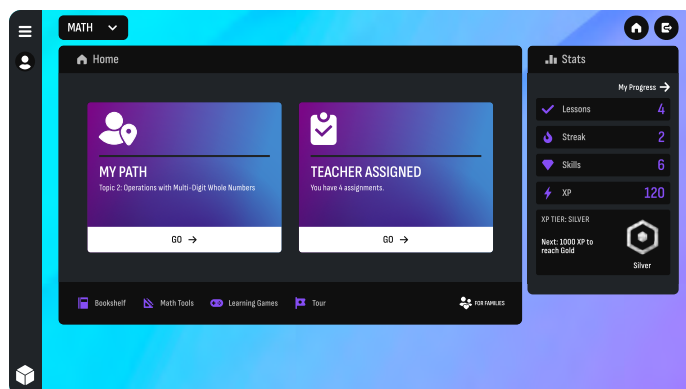 MATH
Home
MY PATH
Topic 2: Operations with Multi-Digit Whole Numbers
GO
TEACHER ASSIGNED
You have 4 assignments.
GO
Bookshelf
Math Tools
Learning Games
Tour
FOR FAMILIES
Stats
My Progress
Lessons 4
Streak 2
Skills 6
XP 120
XP TIER: SILVER
Next: 1000 XP to
reach Gold
Silver